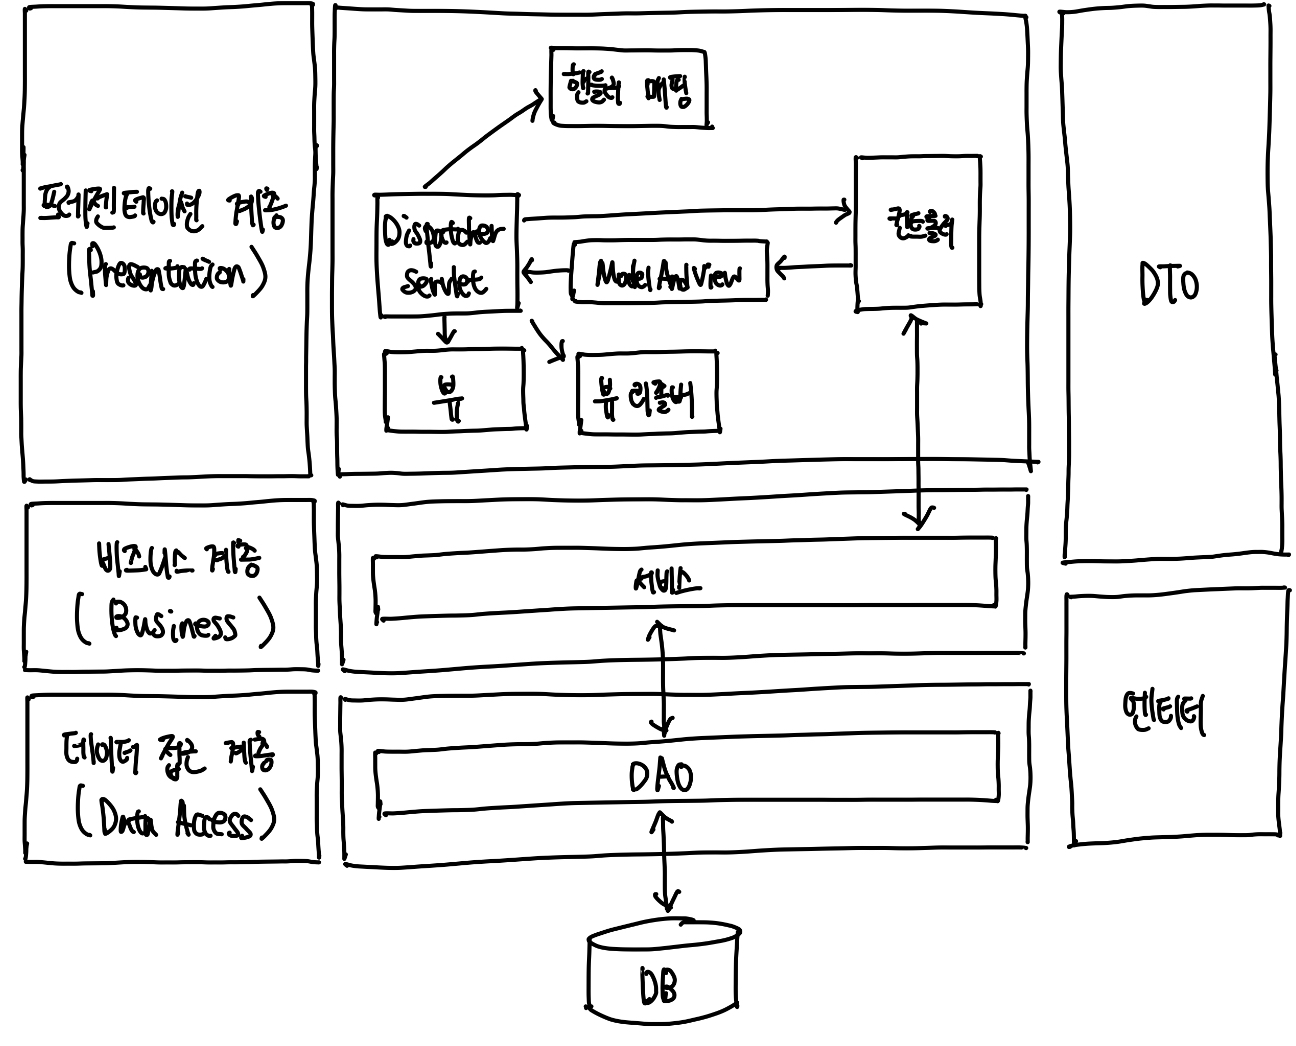 핸들러 매핑
프레젠테이션 계층
(Presentation)
Dispatcher
Servlet
ModelAndView
컨트롤러
DTO
뷰
뷰 리졸버
비즈니스 계층
(Business)
서비스
데이터 접근 계층
(Data Access)
DAO
엔티티
DB